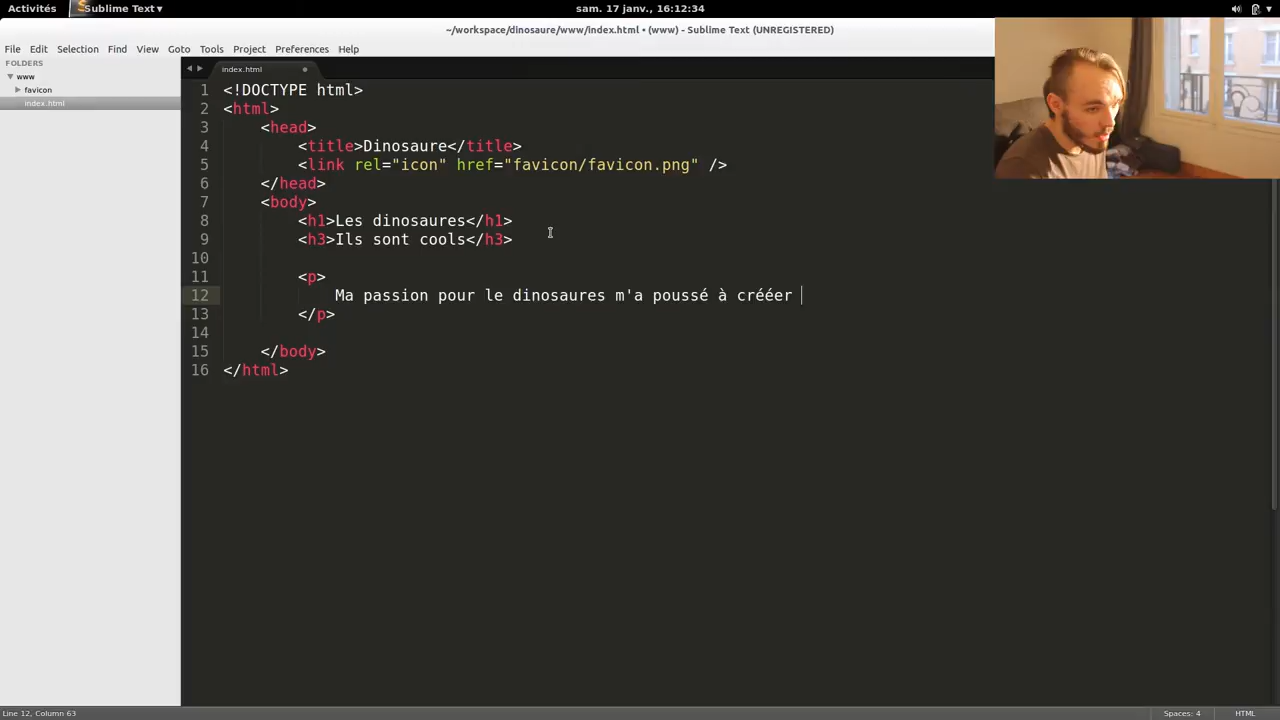 Activités Sublime Text▾ sam. 17 janv., 16:12:34
~/workspace/dinosaure/www/index.html • (www) - Sublime Text (UNREGISTERED)
File Edit Selection Find View Goto Tools Project Preferences Help
FOLDERS
www
favicon
index.html
index.html
1 <!DOCTYPE html>
2 <html>
3 <head>
4 <title>Dinosaure</title>
5 <link rel="icon" href="favicon/favicon.png" />
6 </head>
7 <body>
8 <h1>Les dinosaures</h1>
9 <h3>Ils sont cools</h3>
10
11 <p>
12 Ma passion pour le dinosaures m'a poussé à crééer
13 </p>
14
15 </body>
16 </html>
Line 12, Column 63 Spaces: 4 HTML